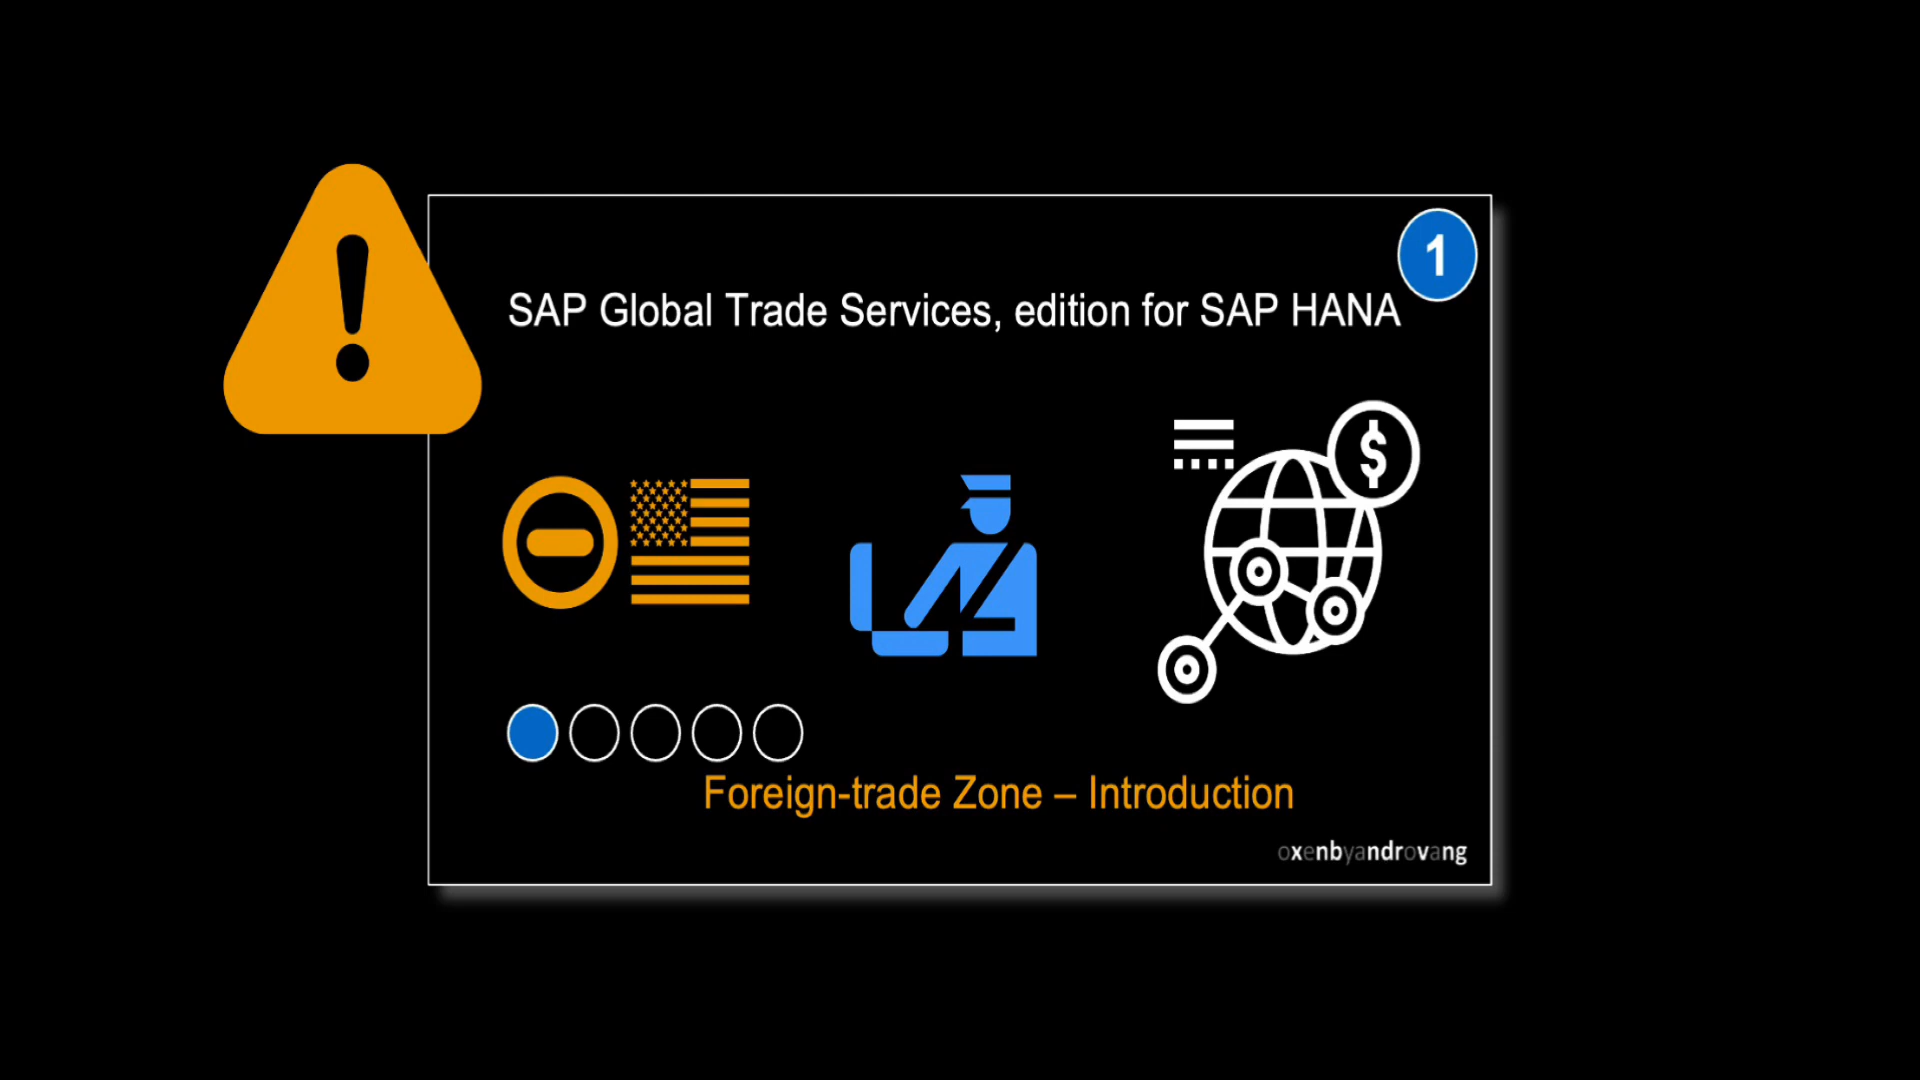 1
SAP Global Trade Services, edition for SAP HANA
$
Foreign-trade Zone – Introduction
oxenbyandrovang